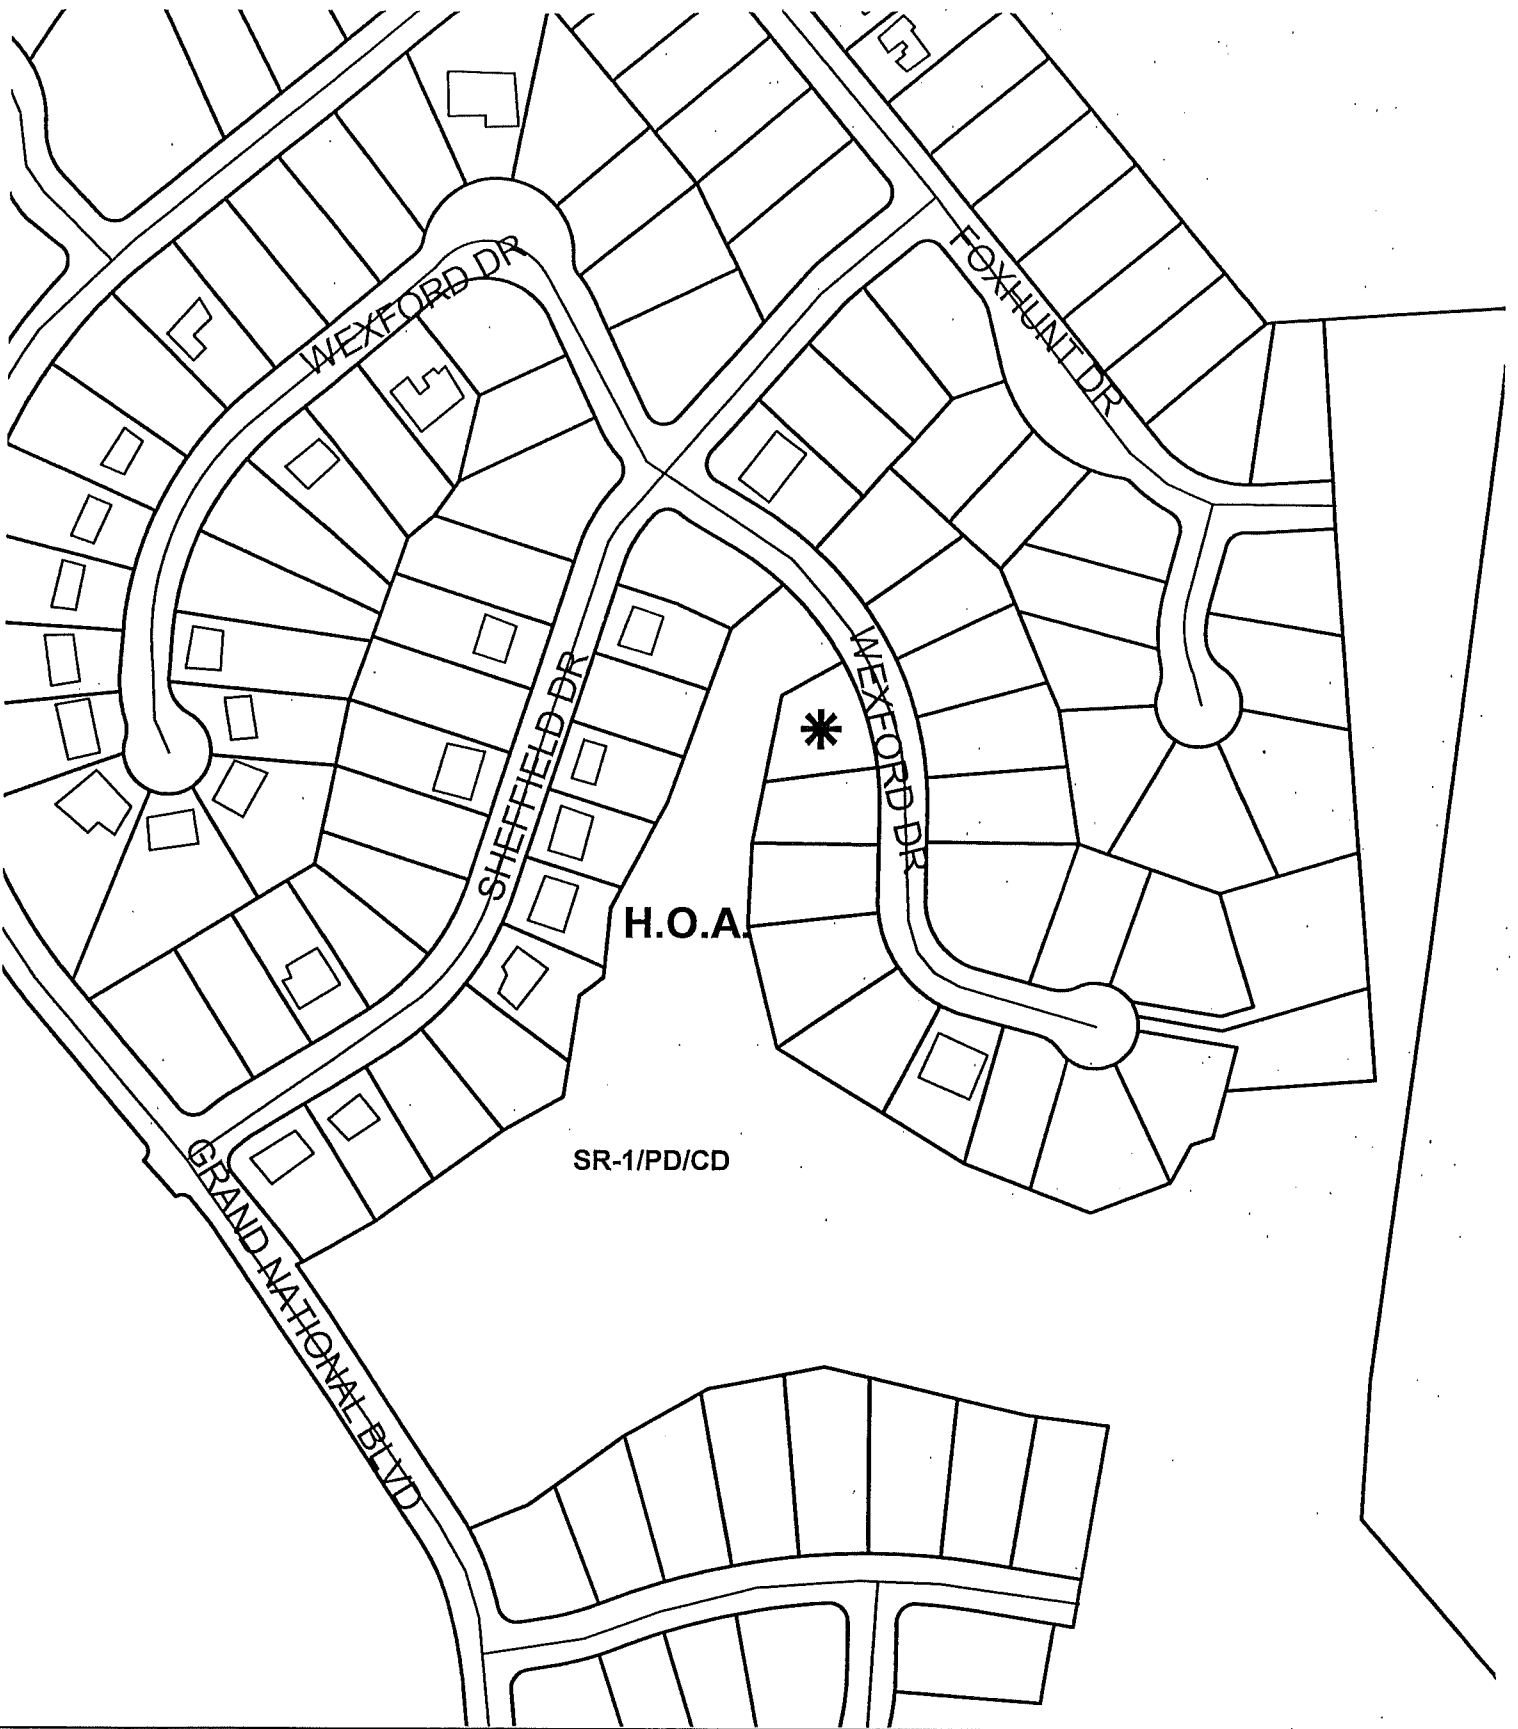 WEXFORD DR
FOXHUNT DR
WEXFORD DR
SHEFFIELD DR
H.O.A.
SR-1/PD/CD
GRAND NATIONAL BLVD